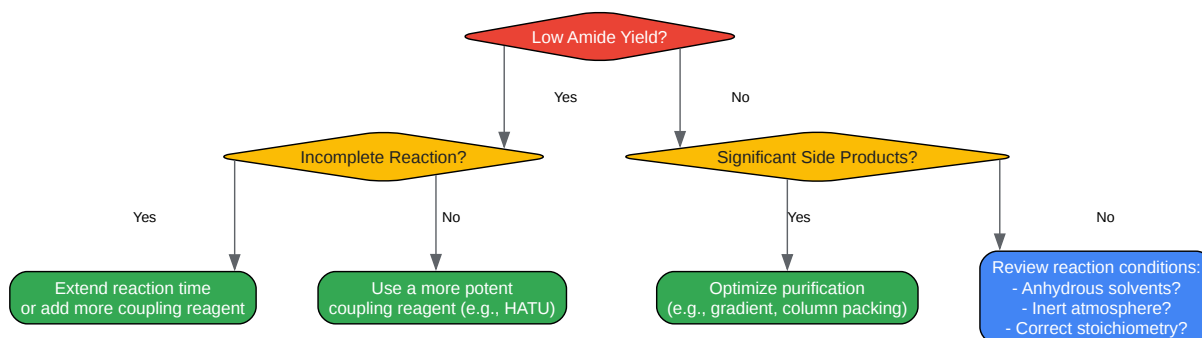 Low Amide Yield?
Yes
No
Incomplete Reaction?
Significant Side Products?
Yes
No
Yes
No
Extend reaction time
or add more coupling reagent
Use a more potent
coupling reagent (e.g., HATU)
Optimize purification
(e.g., gradient, column packing)
Review reaction conditions:
- Anhydrous solvents?
- Inert atmosphere?
- Correct stoichiometry?